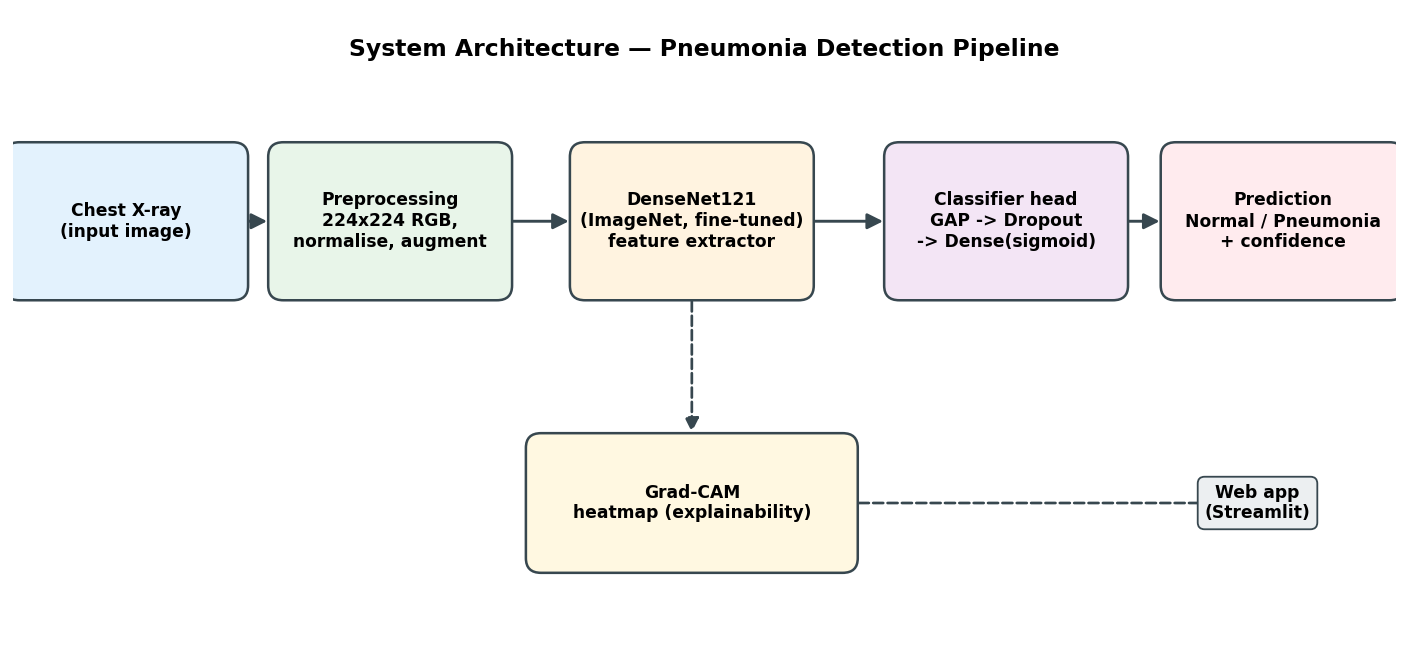 System Architecture — Pneumonia Detection Pipeline
Chest X-ray
(input image)
Preprocessing
224x224 RGB,
normalise, augment
DenseNet121
(ImageNet, fine-tuned)
feature extractor
Classifier head
GAP -> Dropout
-> Dense(sigmoid)
Prediction
Normal / Pneumonia
+ confidence
Grad-CAM
heatmap (explainability)
Web app
(Streamlit)